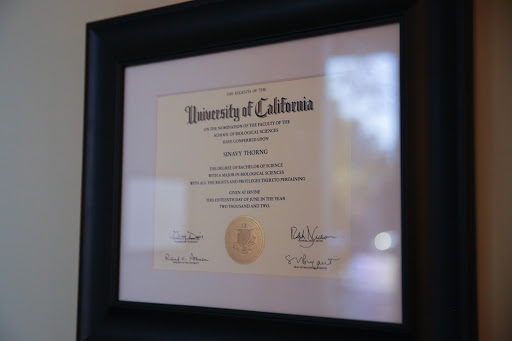 THE REGENTS OF THE
University of California
ON THE NOMINATION OF THE FACULTY OF THE
SCHOOL OF BIOLOGICAL SCIENCES
HAVE CONFERRED UPON
SINAVY THORNG
THE DEGREE OF BACHELOR OF SCIENCE
WITH A MAJOR IN BIOLOGICAL SCIENCES
WITH ALL THE RIGHTS AND PRIVILEGES THERETO PERTAINING
GIVEN AT IRVINE
THIS FIFTEENTH DAY OF JUNE IN THE YEAR
TWO THOUSAND AND TWO.